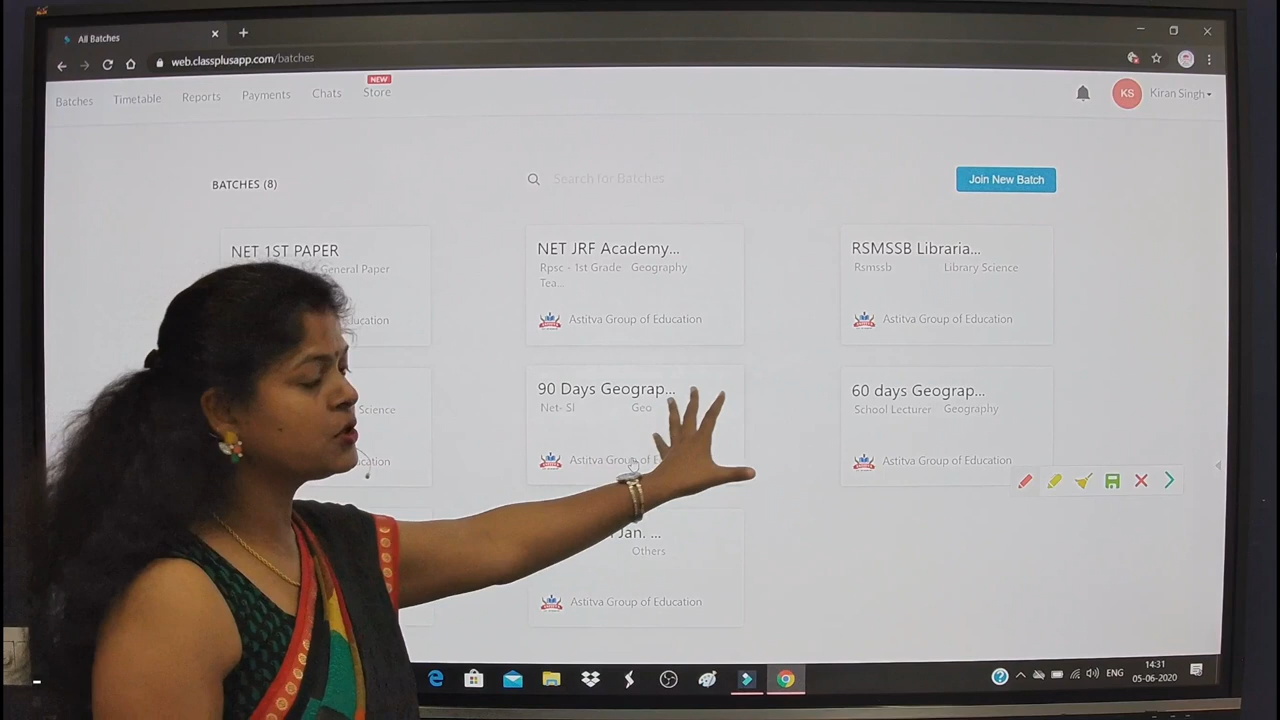 All Batches
web.classplusapp.com/batches
Batches Timetable Reports Payments Chats NEW Store
KS Kiran Singh
BATCHES (8)
Search for Batches
Join New Batch
NET 1ST PAPER
General Paper
NET JRF Academy...
Rpsc - 1st Grade Geography
Tea...
Astitva Group of Education
RSMSSB Libraria...
Rsmssb Library Science
Astitva Group of Education
Science
90 Days Geograp...
Net- SI Geo
Astitva Group of
60 days Geograp...
School Lecturer Geography
Astitva Group of Education
Jan. ...
Others
Astitva Group of Education
ENG
14:31
05-06-2020